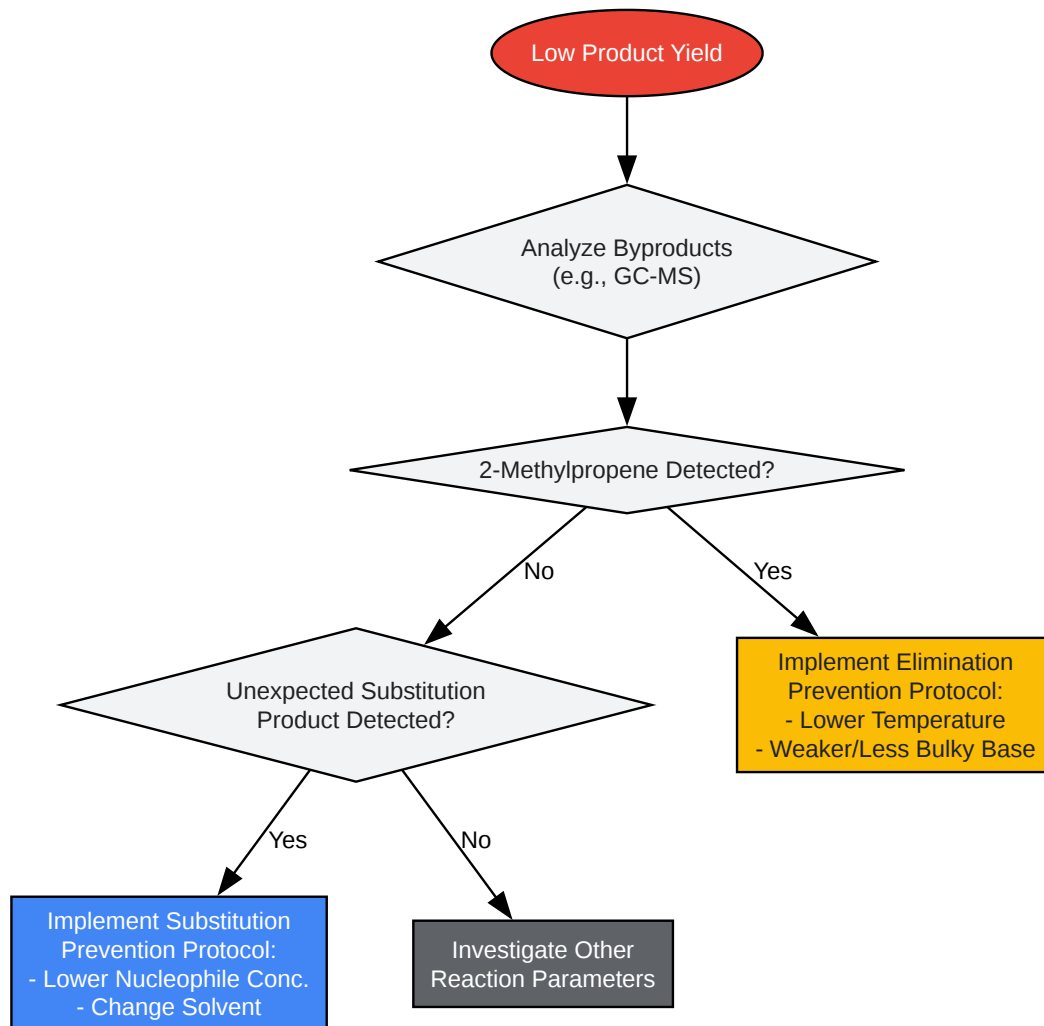 Low Product Yield
Analyze Byproducts
(e.g., GC-MS)
2-Methylpropene Detected?
No
Yes
Unexpected Substitution
Product Detected?
Implement Elimination
Prevention Protocol:
- Lower Temperature
- Weaker/Less Bulky Base
Yes
No
Implement Substitution
Prevention Protocol:
- Lower Nucleophile Conc.
- Change Solvent
Investigate Other
Reaction Parameters